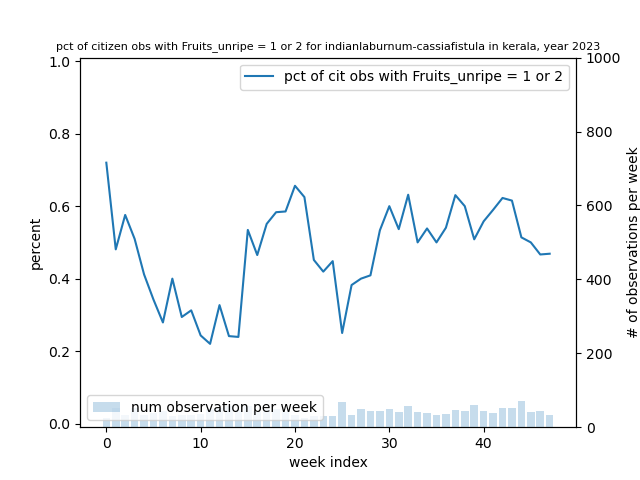 pct of citizen obs with Fruits_unripe = 1 or 2 for indianlaburnum-cassiafistula in kerala, year 2023
1.0
0.8
0.6
0.4
0.2
0.0
percent
pct of cit obs with Fruits_unripe = 1 or 2
num observation per week
1000
800
600
400
200
0
# of observations per week
0
10
20
30
40
week index